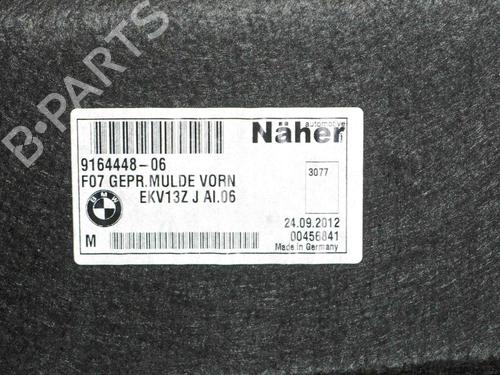 B-PARTS
automotive
Näher
9164448-06
F07 GEPR.MULDE VORN
EKV13Z J AI.06
3077
BMW
24.09.2012
M
00456841
Made in Germany